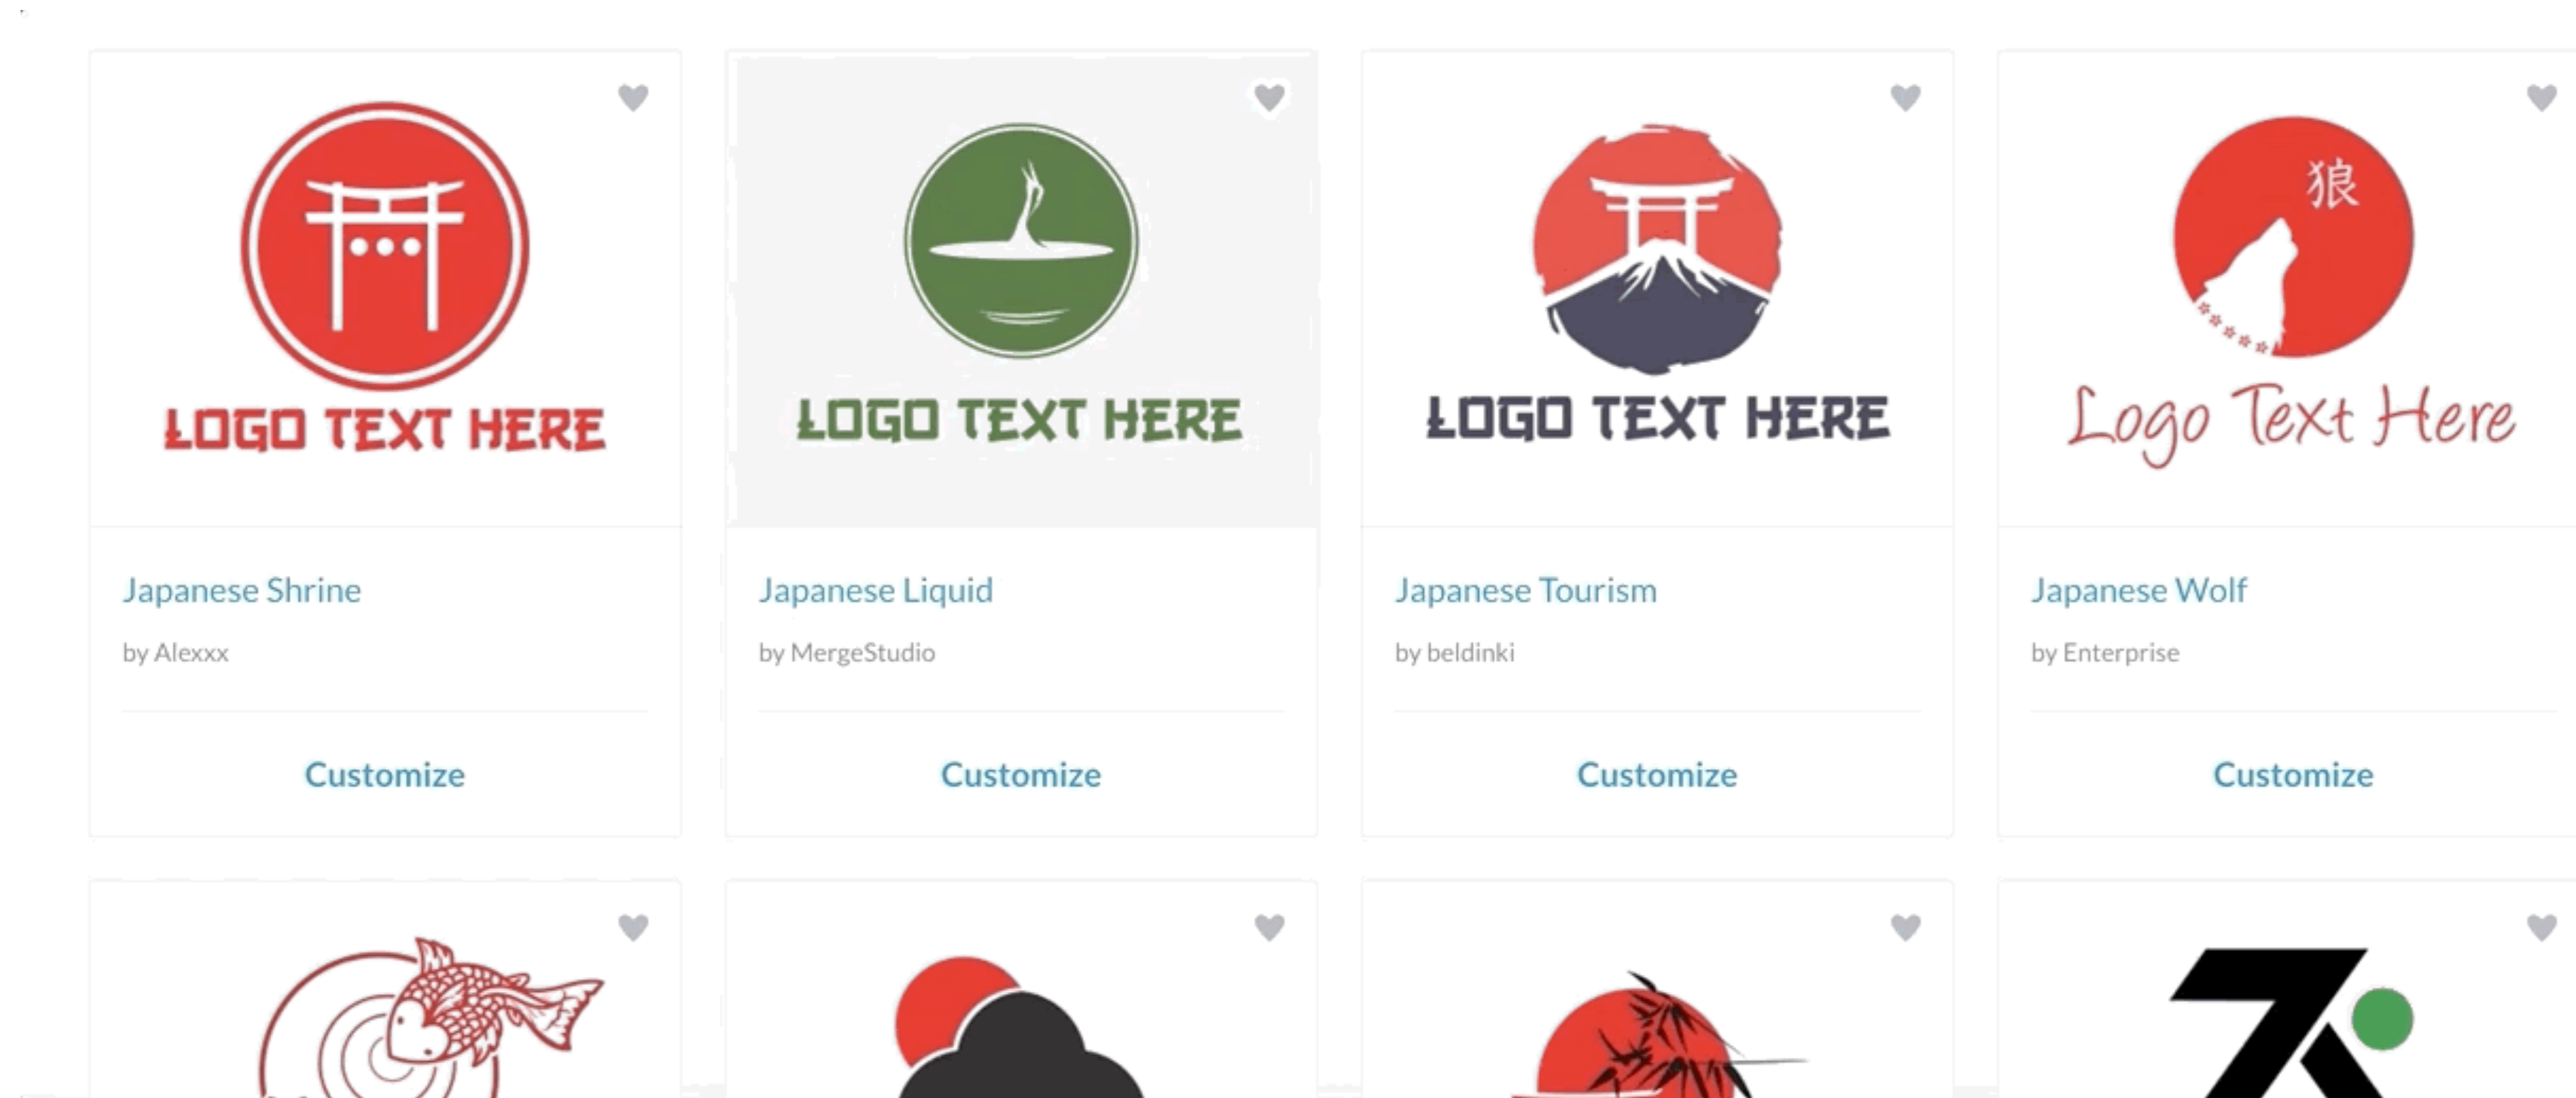 狼
LOGO TEXT HERE
LOGO TEXT HERE
LOGO TEXT HERE
Logo Text Here
Japanese Shrine
by Alexxx
Customize
Japanese Liquid
by MergeStudio
Customize
Japanese Tourism
by beldinki
Customize
Japanese Wolf
by Enterprise
Customize